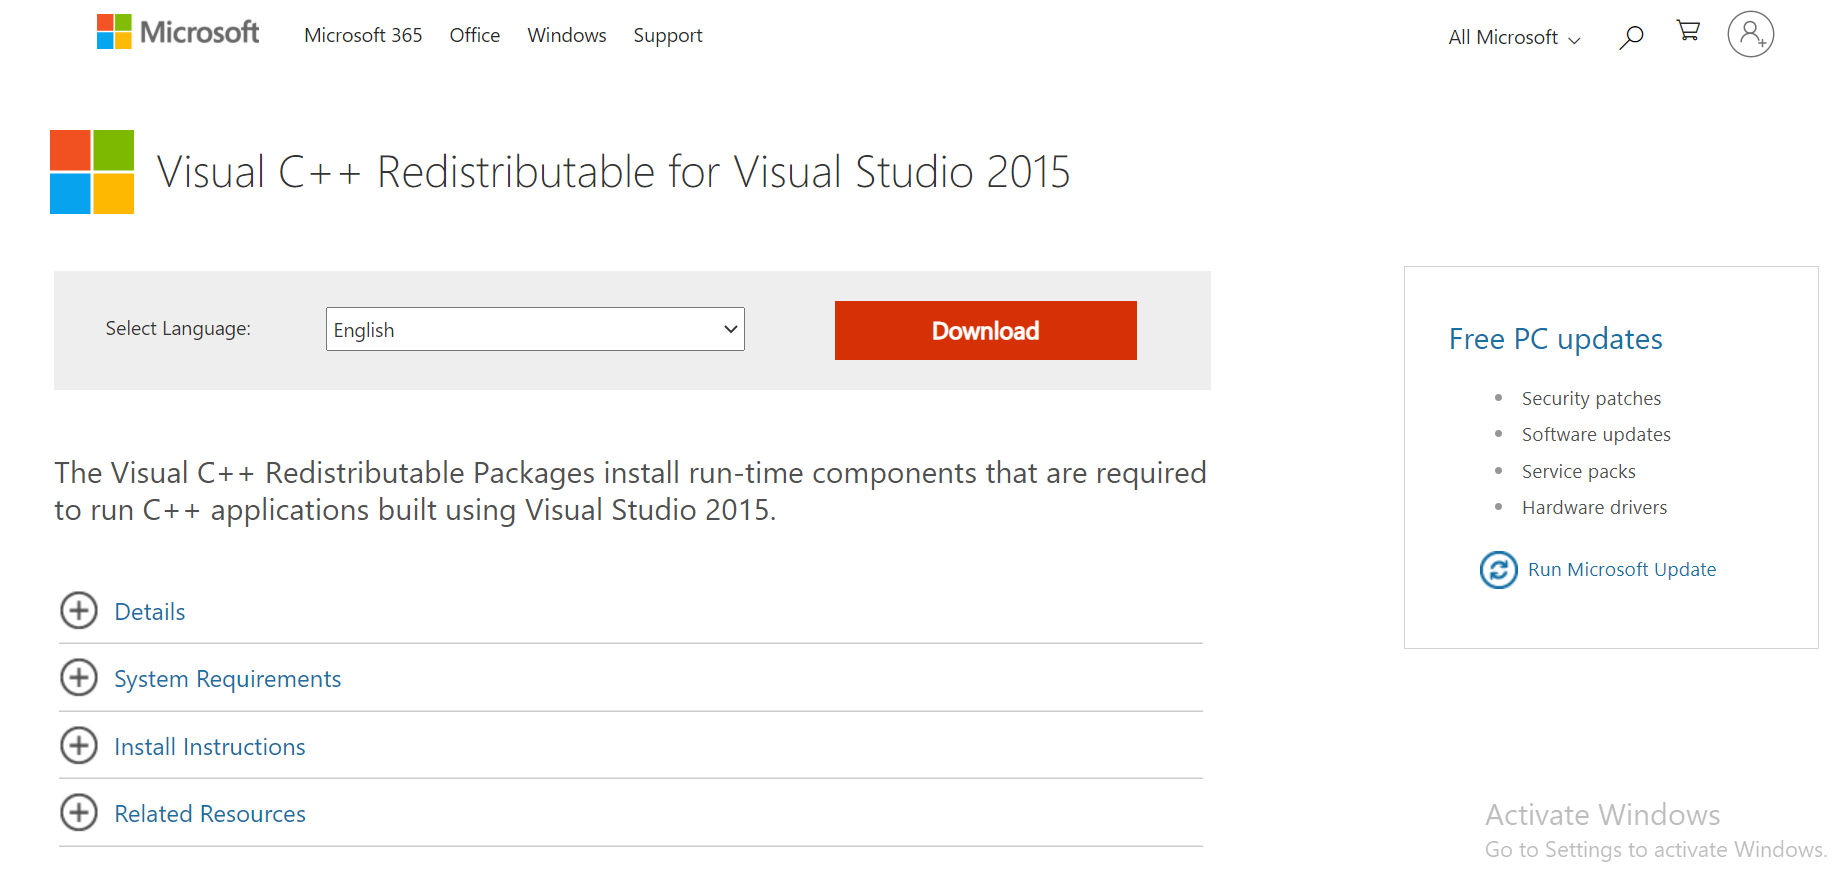 Microsoft Microsoft 365 Office Windows Support All Microsoft
Visual C++ Redistributable for Visual Studio 2015
Select Language: English Download
The Visual C++ Redistributable Packages install run-time components that are required
to run C++ applications built using Visual Studio 2015.
Details
System Requirements
Install Instructions
Related Resources
Free PC updates
Security patches
Software updates
Service packs
Hardware drivers
Run Microsoft Update
Activate Windows
Go to Settings to activate Windows.